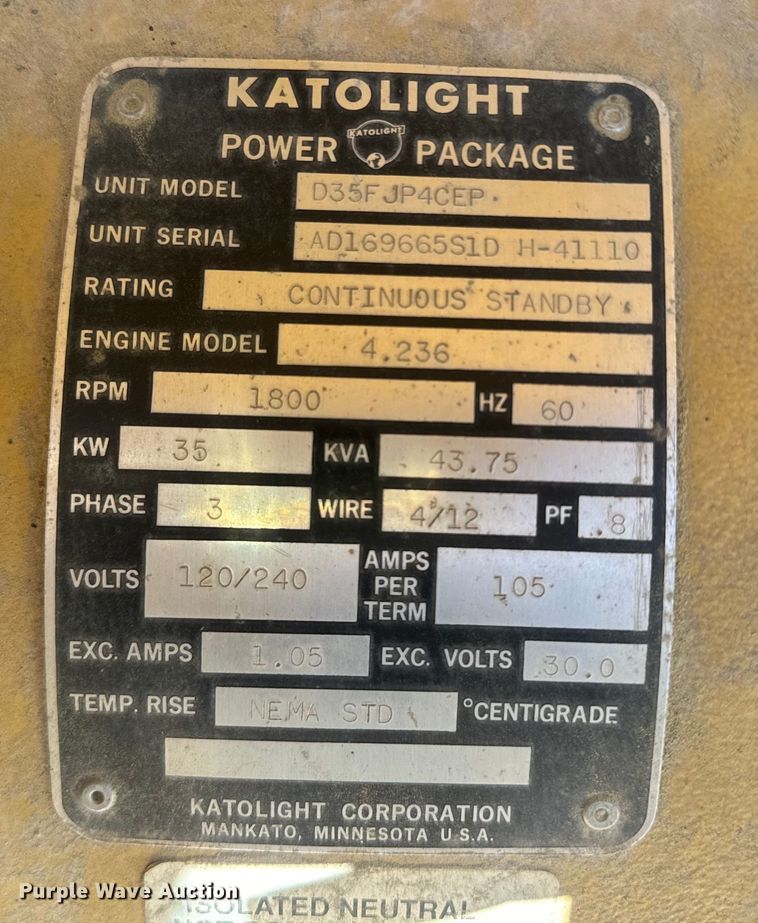 KATOLIGHT
POWER KATOLIGHT PACKAGE
UNIT MODEL D35FJP4CEP
UNIT SERIAL AD169665S1D H-41110
RATING CONTINUOUS STANDBY
ENGINE MODEL 4.236
RPM 1800 HZ 60
KW 35 KVA 43.75
PHASE 3 WIRE 4/12 PF .8
VOLTS 120/240 AMPS PER TERM 105
EXC. AMPS 1.05 EXC. VOLTS 30.0
TEMP. RISE NEMA STD °CENTIGRADE
KATOLIGHT CORPORATION
MANKATO, MINNESOTA U.S.A.
ISOLATED NEUTRAL
Purple Wave Auction